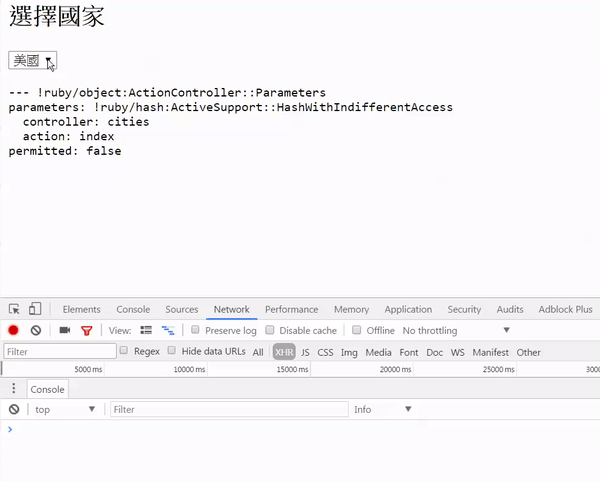 選擇國家
美國
--- !ruby/object:ActionController::Parameters
parameters: !ruby/hash:ActiveSupport::HashWithIndifferentAccess
  controller: cities
  action: index
permitted: false
Elements Console Sources Network Performance Memory Application Security Audits Adblock Plus
View: Preserve log Disable cache Offline No throttling
Filter Regex Hide data URLs All XHR JS CSS Img Media Font Doc WS Manifest Other
5000 ms 10000 ms 15000 ms 20000 ms 25000 ms 3000
Console
top Filter Info